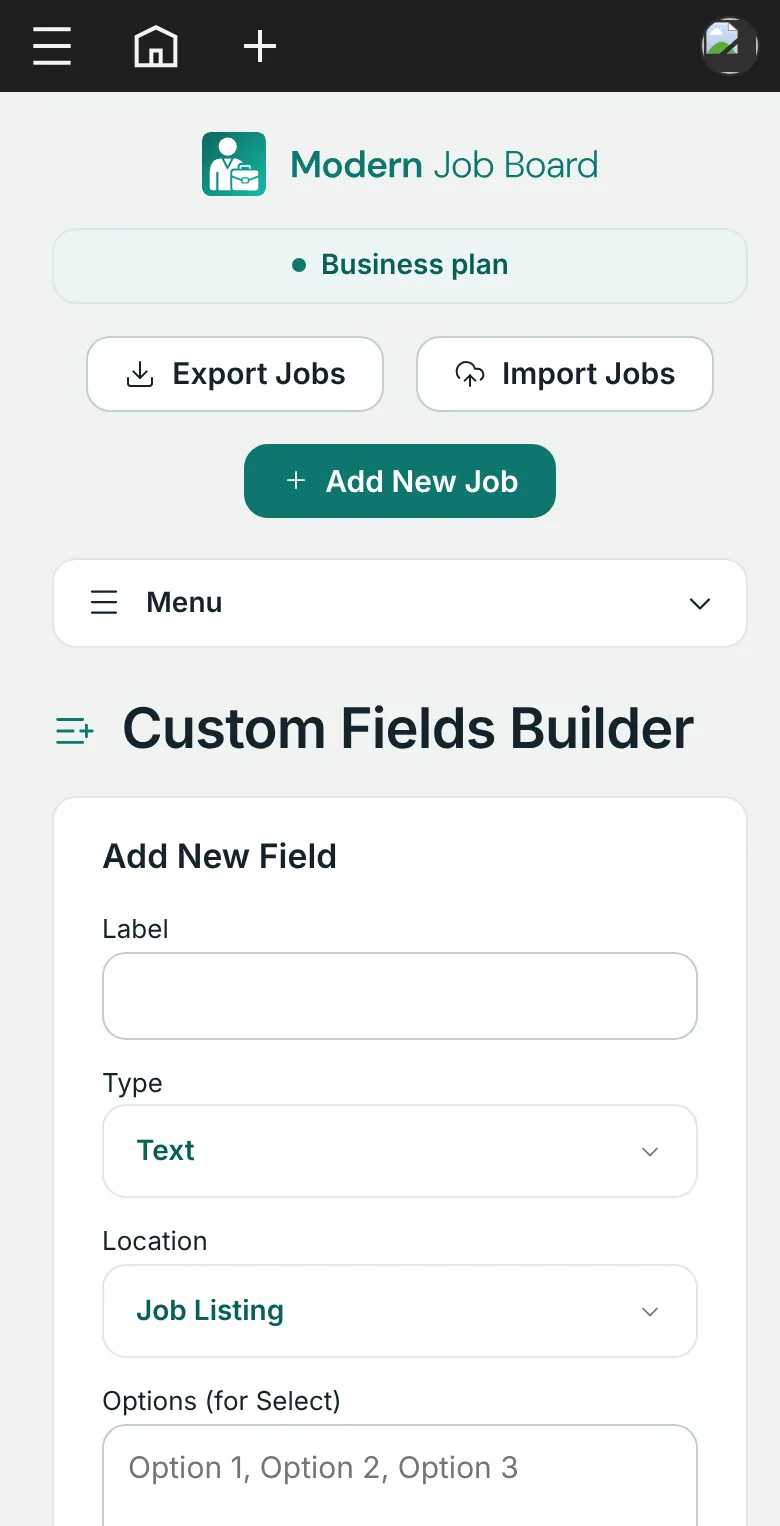 Modern Job Board
Business plan
Export Jobs
Import Jobs
Add New Job
Menu
Custom Fields Builder
Add New Field
Label
Type
Text
Location
Job Listing
Options (for Select)
Option 1, Option 2, Option 3